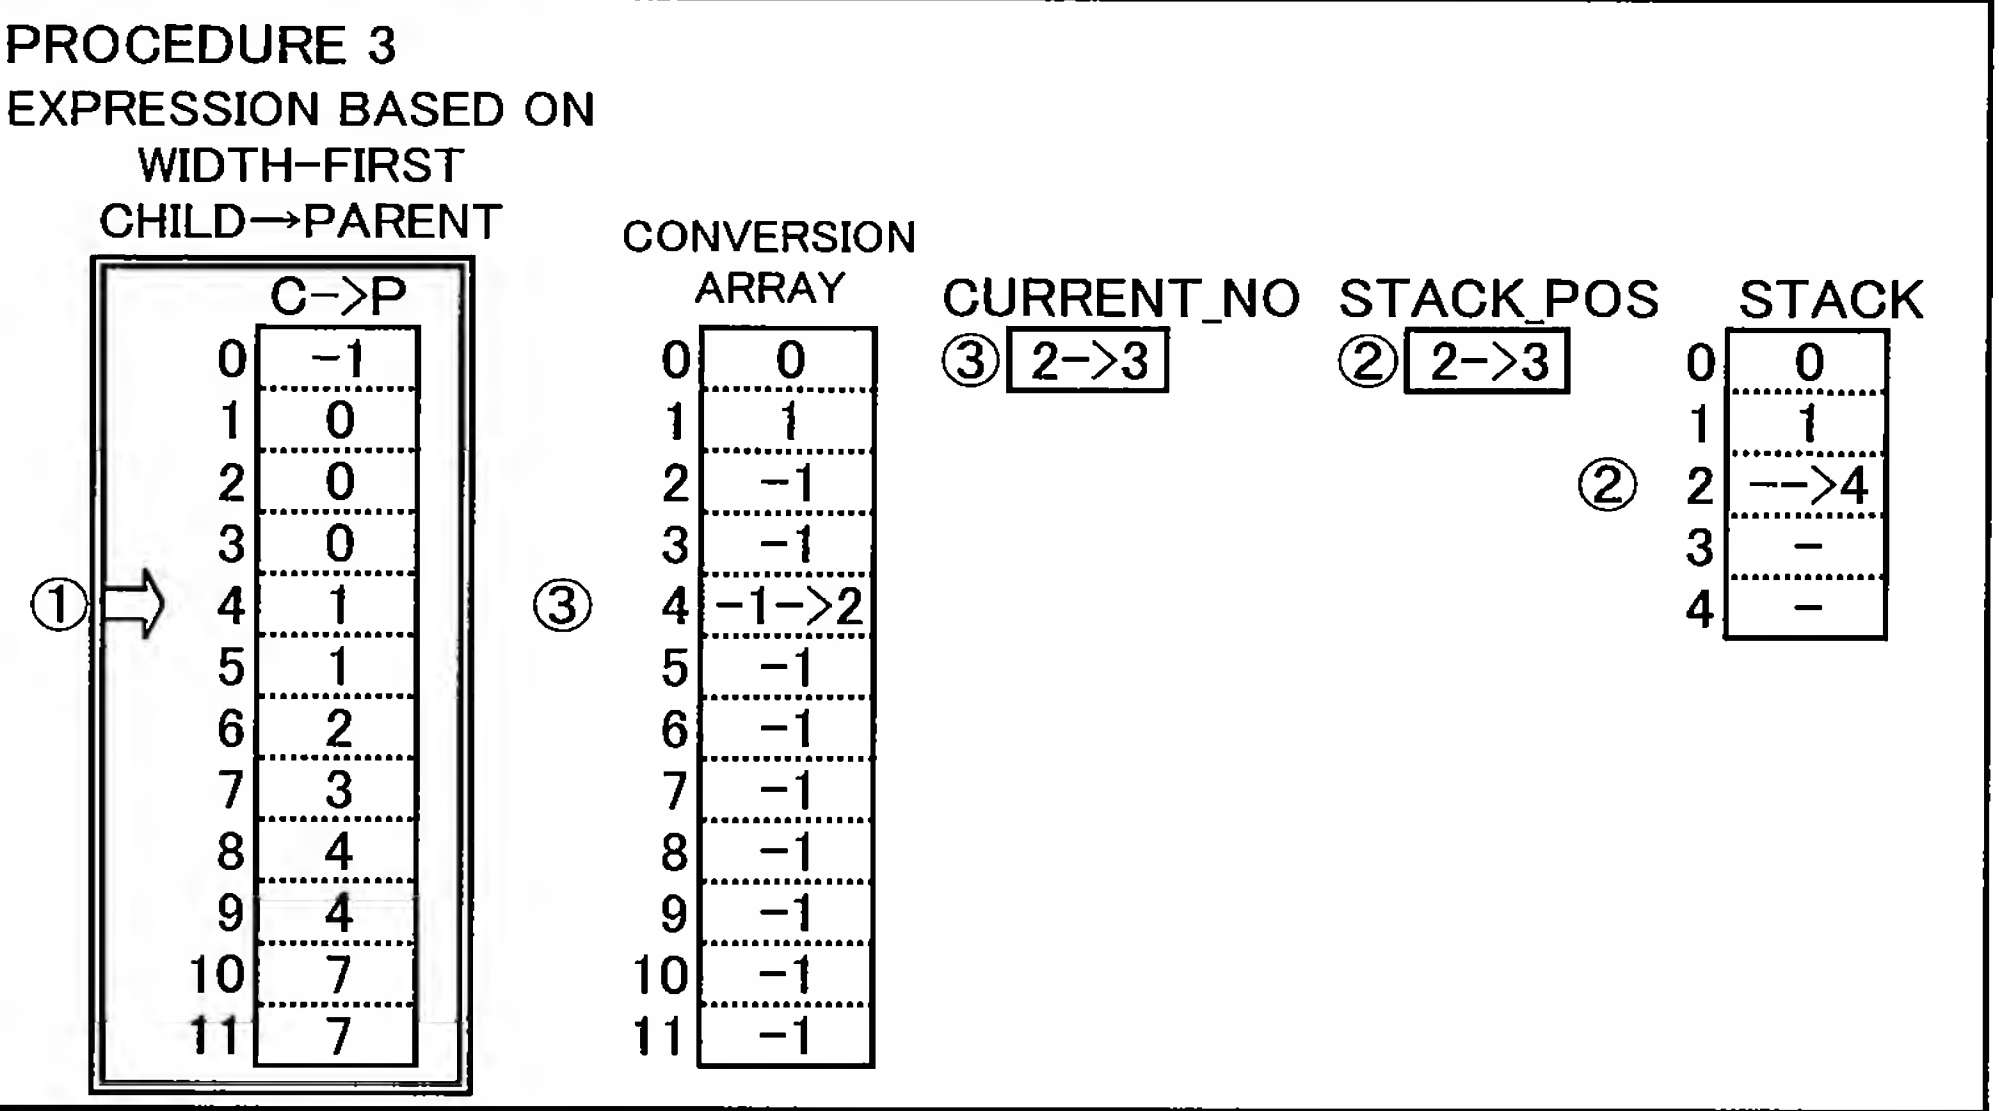 PROCEDURE 3
EXPRESSION BASED ON
WIDTH-FIRST
CHILD→PARENT
CONVERSION
ARRAY
C->P
CURRENT_NO STACK_POS STACK
0 -1 0 0 ③ 2->3 ② 2->3 0 0
1 0 1 1 1 1
2 0 2 -1 ② 2 -->4
3 0 3 -1 3 -
① 4 1 ③ 4 -1->2 4 -
5 1 5 -1
6 2 6 -1
7 3 7 -1
8 4 8 -1
9 4 9 -1
10 7 10 -1
11 7 11 -1